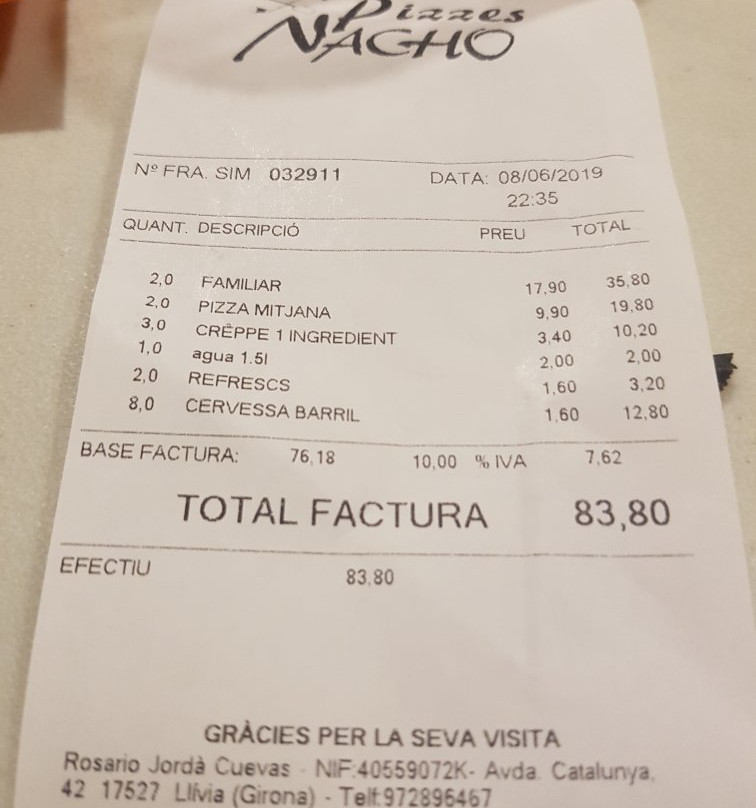 Pizzes
NACHO
Nº FRA. SIM 032911 DATA: 08/06/2019
22:35
QUANT. DESCRIPCIÓ PREU TOTAL
2,0 FAMILIAR 17,90 35,80
2,0 PIZZA MITJANA 9,90 19,80
3,0 CRÊPPE 1 INGREDIENT 3,40 10,20
1,0 agua 1.5l 2,00 2,00
2,0 REFRESCS 1,60 3,20
8,0 CERVESSA BARRIL 1,60 12,80
BASE FACTURA: 76,18 10,00 % IVA 7,62
TOTAL FACTURA 83,80
EFECTIU 83,80
GRÀCIES PER LA SEVA VISITA
Rosario Jordà Cuevas - NIF:40559072K- Avda. Catalunya,
42 17527 Llívia (Girona) - Telf:972896467